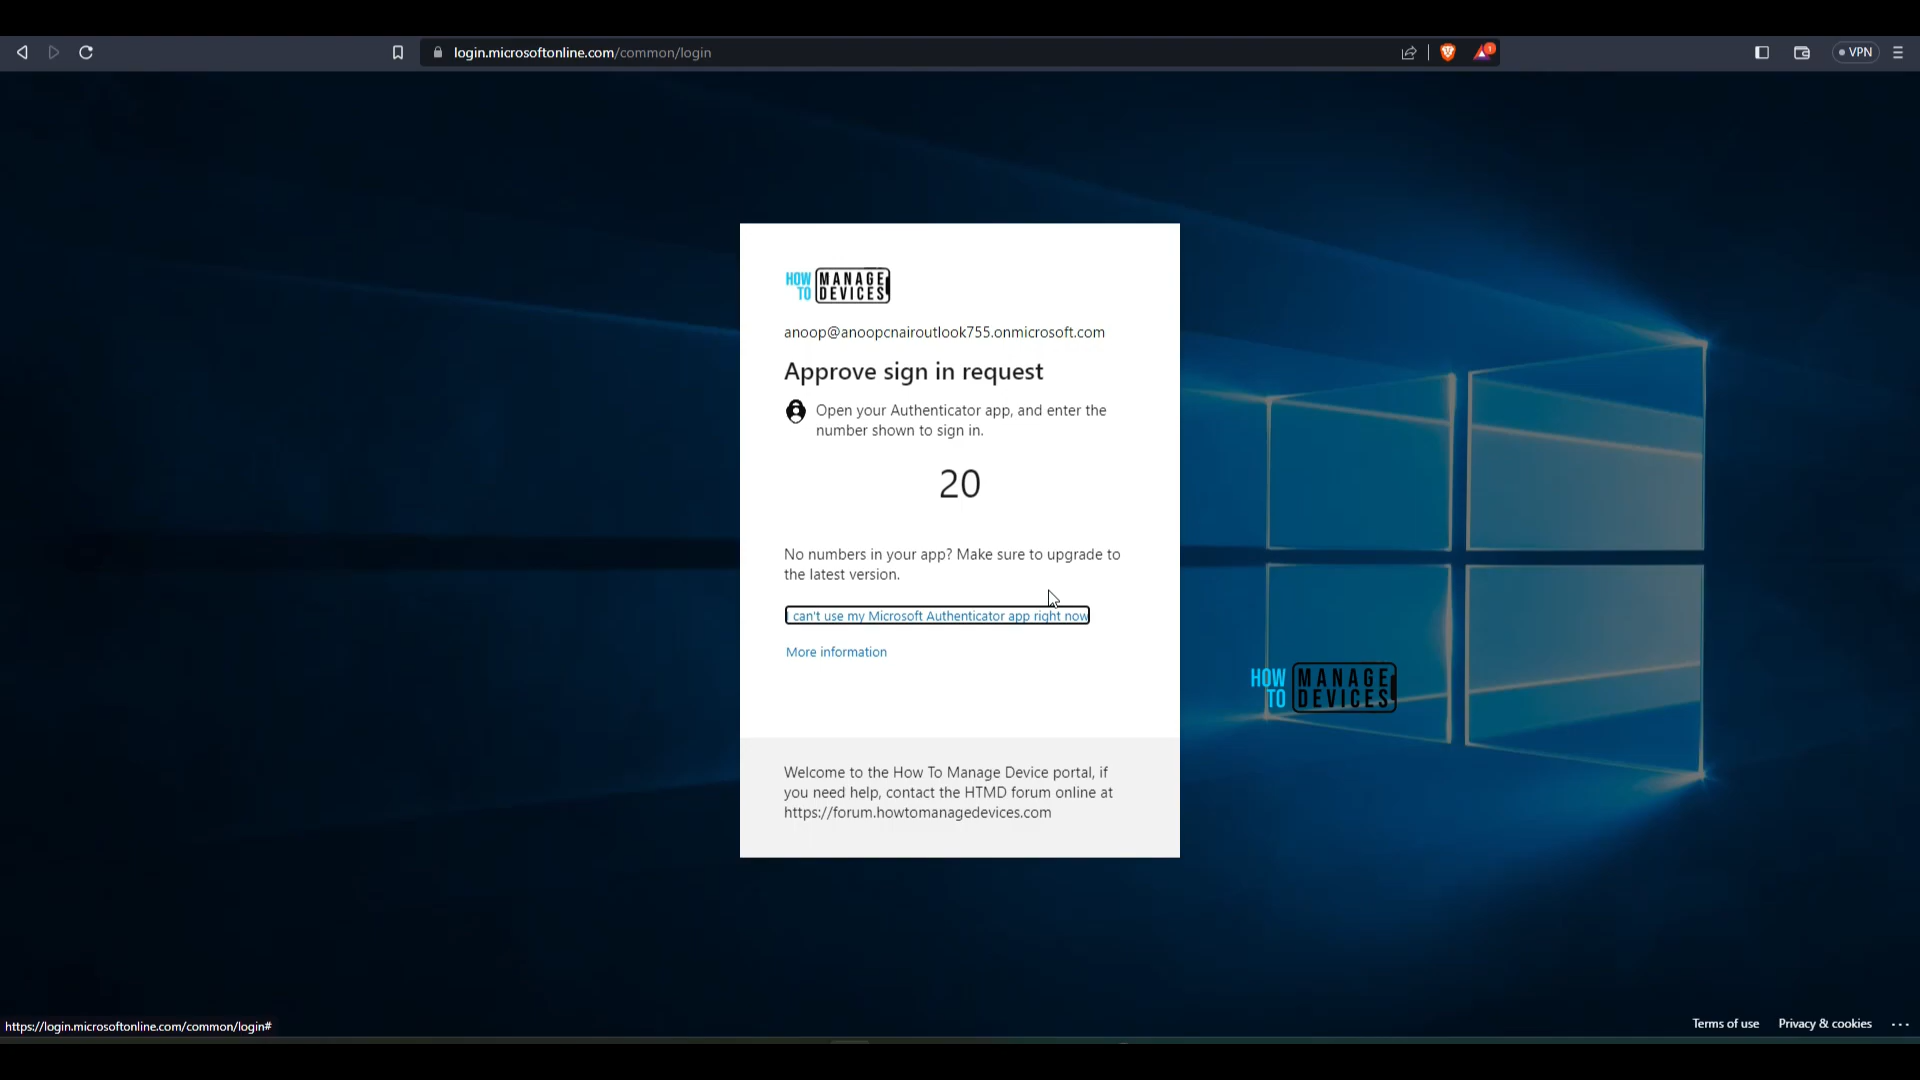 login.microsoftonline.com/common/login
1
VPN
HOW TO MANAGE DEVICES
anoop@anoopcnairoutlook755.onmicrosoft.com
Approve sign in request
Open your Authenticator app, and enter the
number shown to sign in.
20
No numbers in your app? Make sure to upgrade to
the latest version.
I can't use my Microsoft Authenticator app right now
More information
HOW TO MANAGE DEVICES
Welcome to the How To Manage Device portal, if
you need help, contact the HTMD forum online at
https://forum.howtomanagedevices.com
https://login.microsoftonline.com/common/login#
Terms of use Privacy & cookies ...